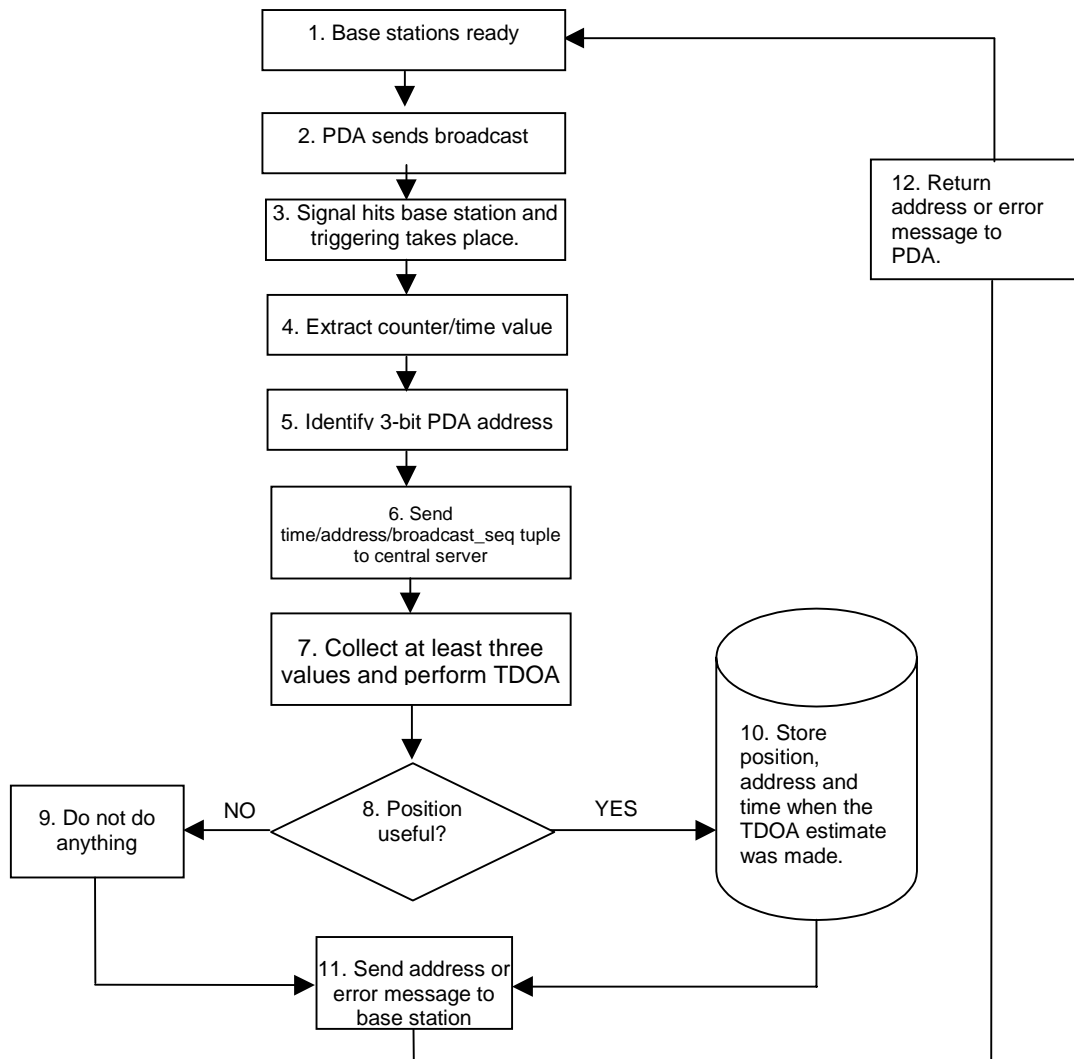 1. Base stations ready
2. PDA sends broadcast
3. Signal hits base station and
triggering takes place.
4. Extract counter/time value
5. Identify 3-bit PDA address
6. Send
time/address/broadcast_seq tuple
to central server
7. Collect at least three
values and perform TDOA
8. Position
useful?
NO
YES
9. Do not do
anything
10. Store
position,
address and
time when the
TDOA estimate
was made.
11. Send address or
error message to
base station
12. Return
address or error
message to
PDA.